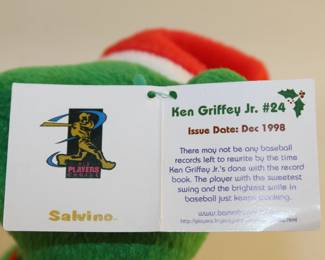 PLAYERS
CHOICE
Salvino
TM
Ken Griffey Jr. #24
Issue Date: Dec 1998
There may not be any baseball
records left to rewrite by the time
Ken Griffey Jr.'s done with the record
book. The player with the sweetest
swing and the brightest smile in
baseball just keeps